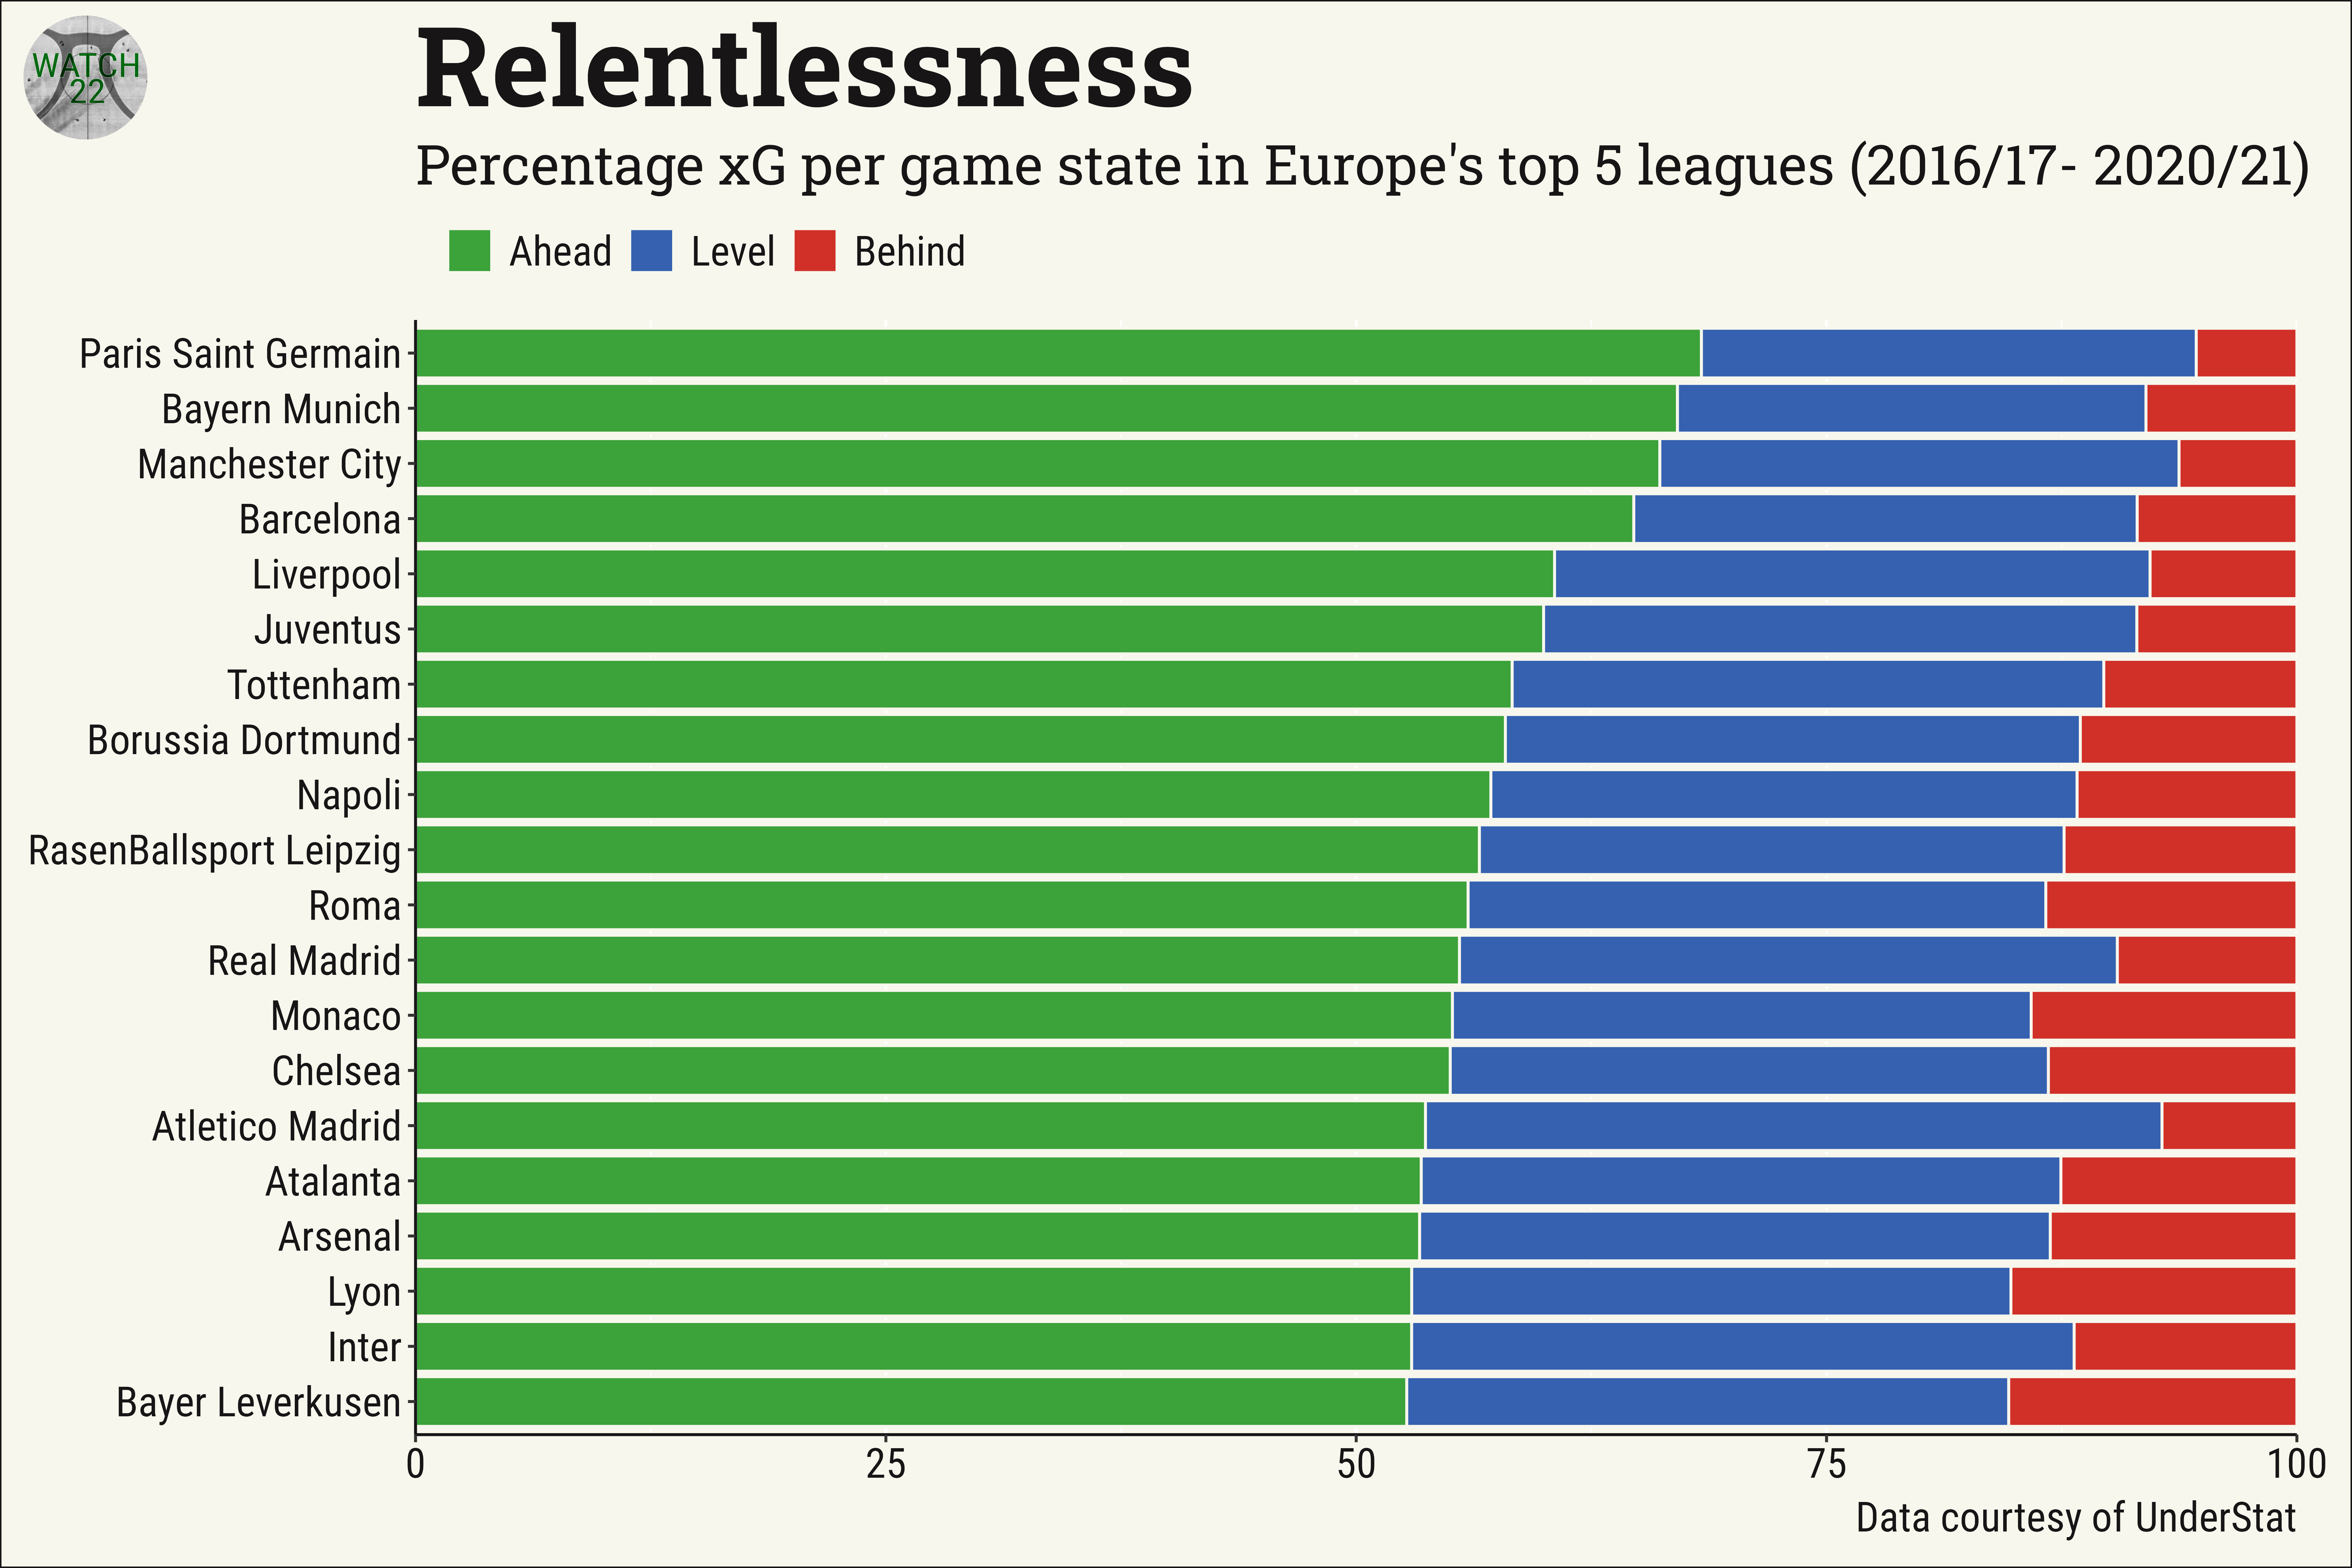 WATCH
22
Relentlessness
Percentage xG per game state in Europe's top 5 leagues (2016/17- 2020/21)
Ahead Level Behind
Paris Saint Germain
Bayern Munich
Manchester City
Barcelona
Liverpool
Juventus
Tottenham
Borussia Dortmund
Napoli
RasenBallsport Leipzig
Roma
Real Madrid
Monaco
Chelsea
Atletico Madrid
Atalanta
Arsenal
Lyon
Inter
Bayer Leverkusen
0 25 50 75 100
Data courtesy of UnderStat